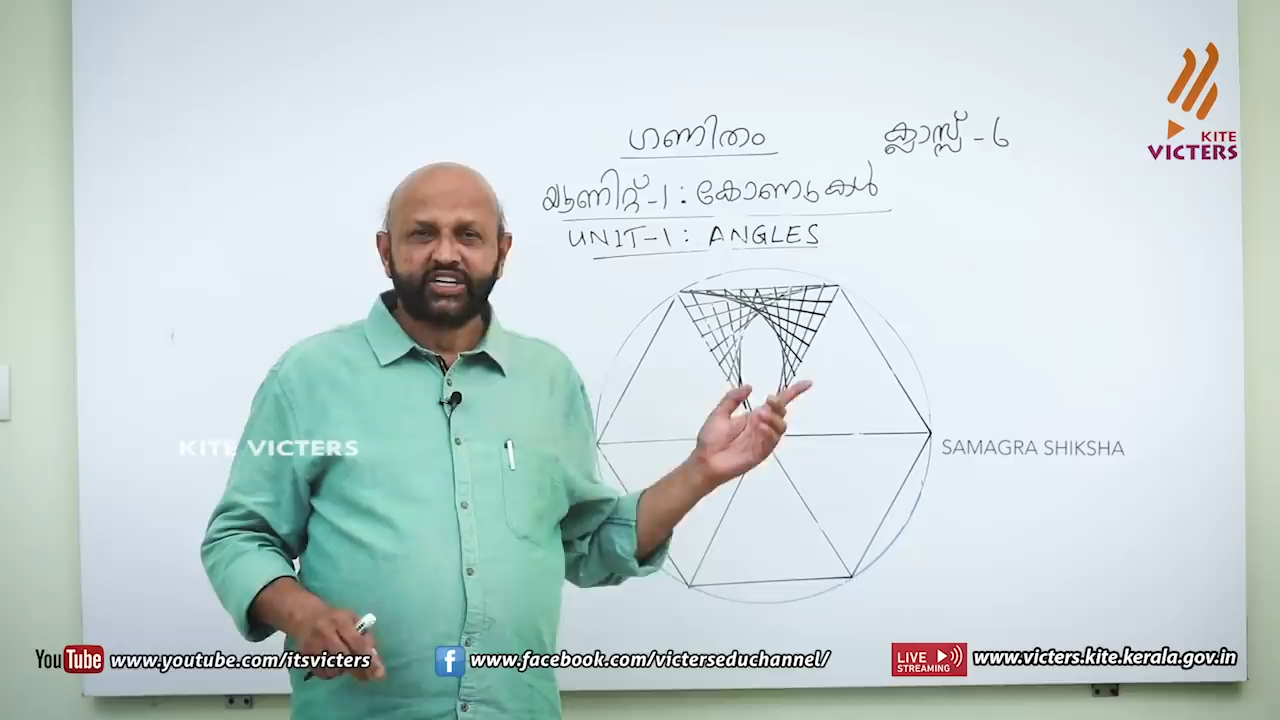 KITE
VICTERS
ഗണിതം
ക്ലാസ്സ് - 6
യൂണിറ്റ്-1 : കോണുകൾ
UNIT-1 : ANGLES
KITE VICTERS
SAMAGRA SHIKSHA
YouTube www.youtube.com/itsvicters
f www.facebook.com/victerseduchannel/
LIVE STREAMING www.victers.kite.kerala.gov.in